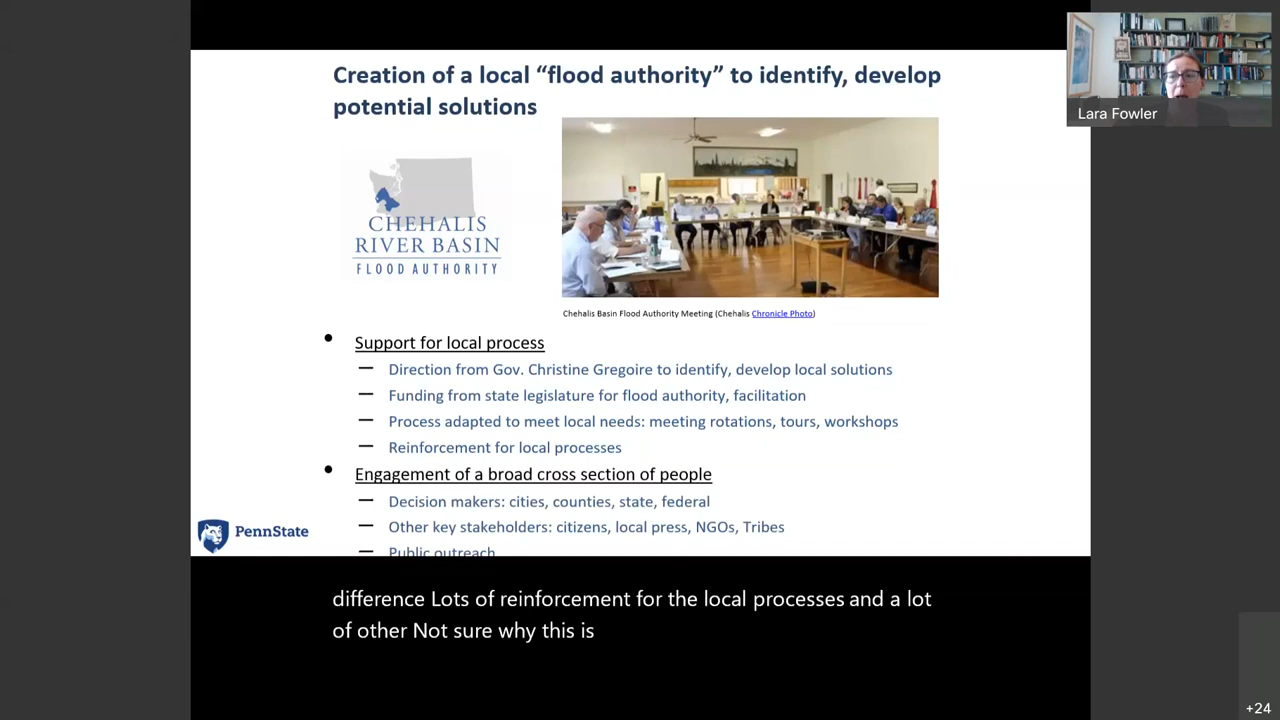 Creation of a local “flood authority” to identify, develop
potential solutions
Lara Fowler
CHEHALIS
RIVER BASIN
FLOOD AUTHORITY
Chehalis Basin Flood Authority Meeting (Chehalis Chronicle Photo)
• Support for local process
— Direction from Gov. Christine Gregoire to identify, develop local solutions
— Funding from state legislature for flood authority, facilitation
— Process adapted to meet local needs: meeting rotations, tours, workshops
— Reinforcement for local processes
• Engagement of a broad cross section of people
— Decision makers: cities, counties, state, federal
— Other key stakeholders: citizens, local press, NGOs, Tribes
— Public outreach
PennState
difference Lots of reinforcement for the local processes and a lot
of other Not sure why this is
+24